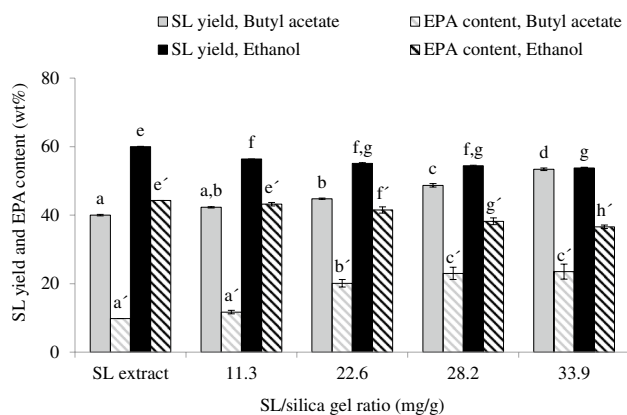 SL yield, Butyl acetate EPA content, Butyl acetate
SL yield, Ethanol EPA content, Ethanol
SL yield and EPA content (wt%)
80
60
40
20
0
e f f,g f,g g
a a,b b c d
e´ e´ f´ g´ h´
a´ a´ b´ c´ c´
SL extract 11.3 22.6 28.2 33.9
SL/silica gel ratio (mg/g)